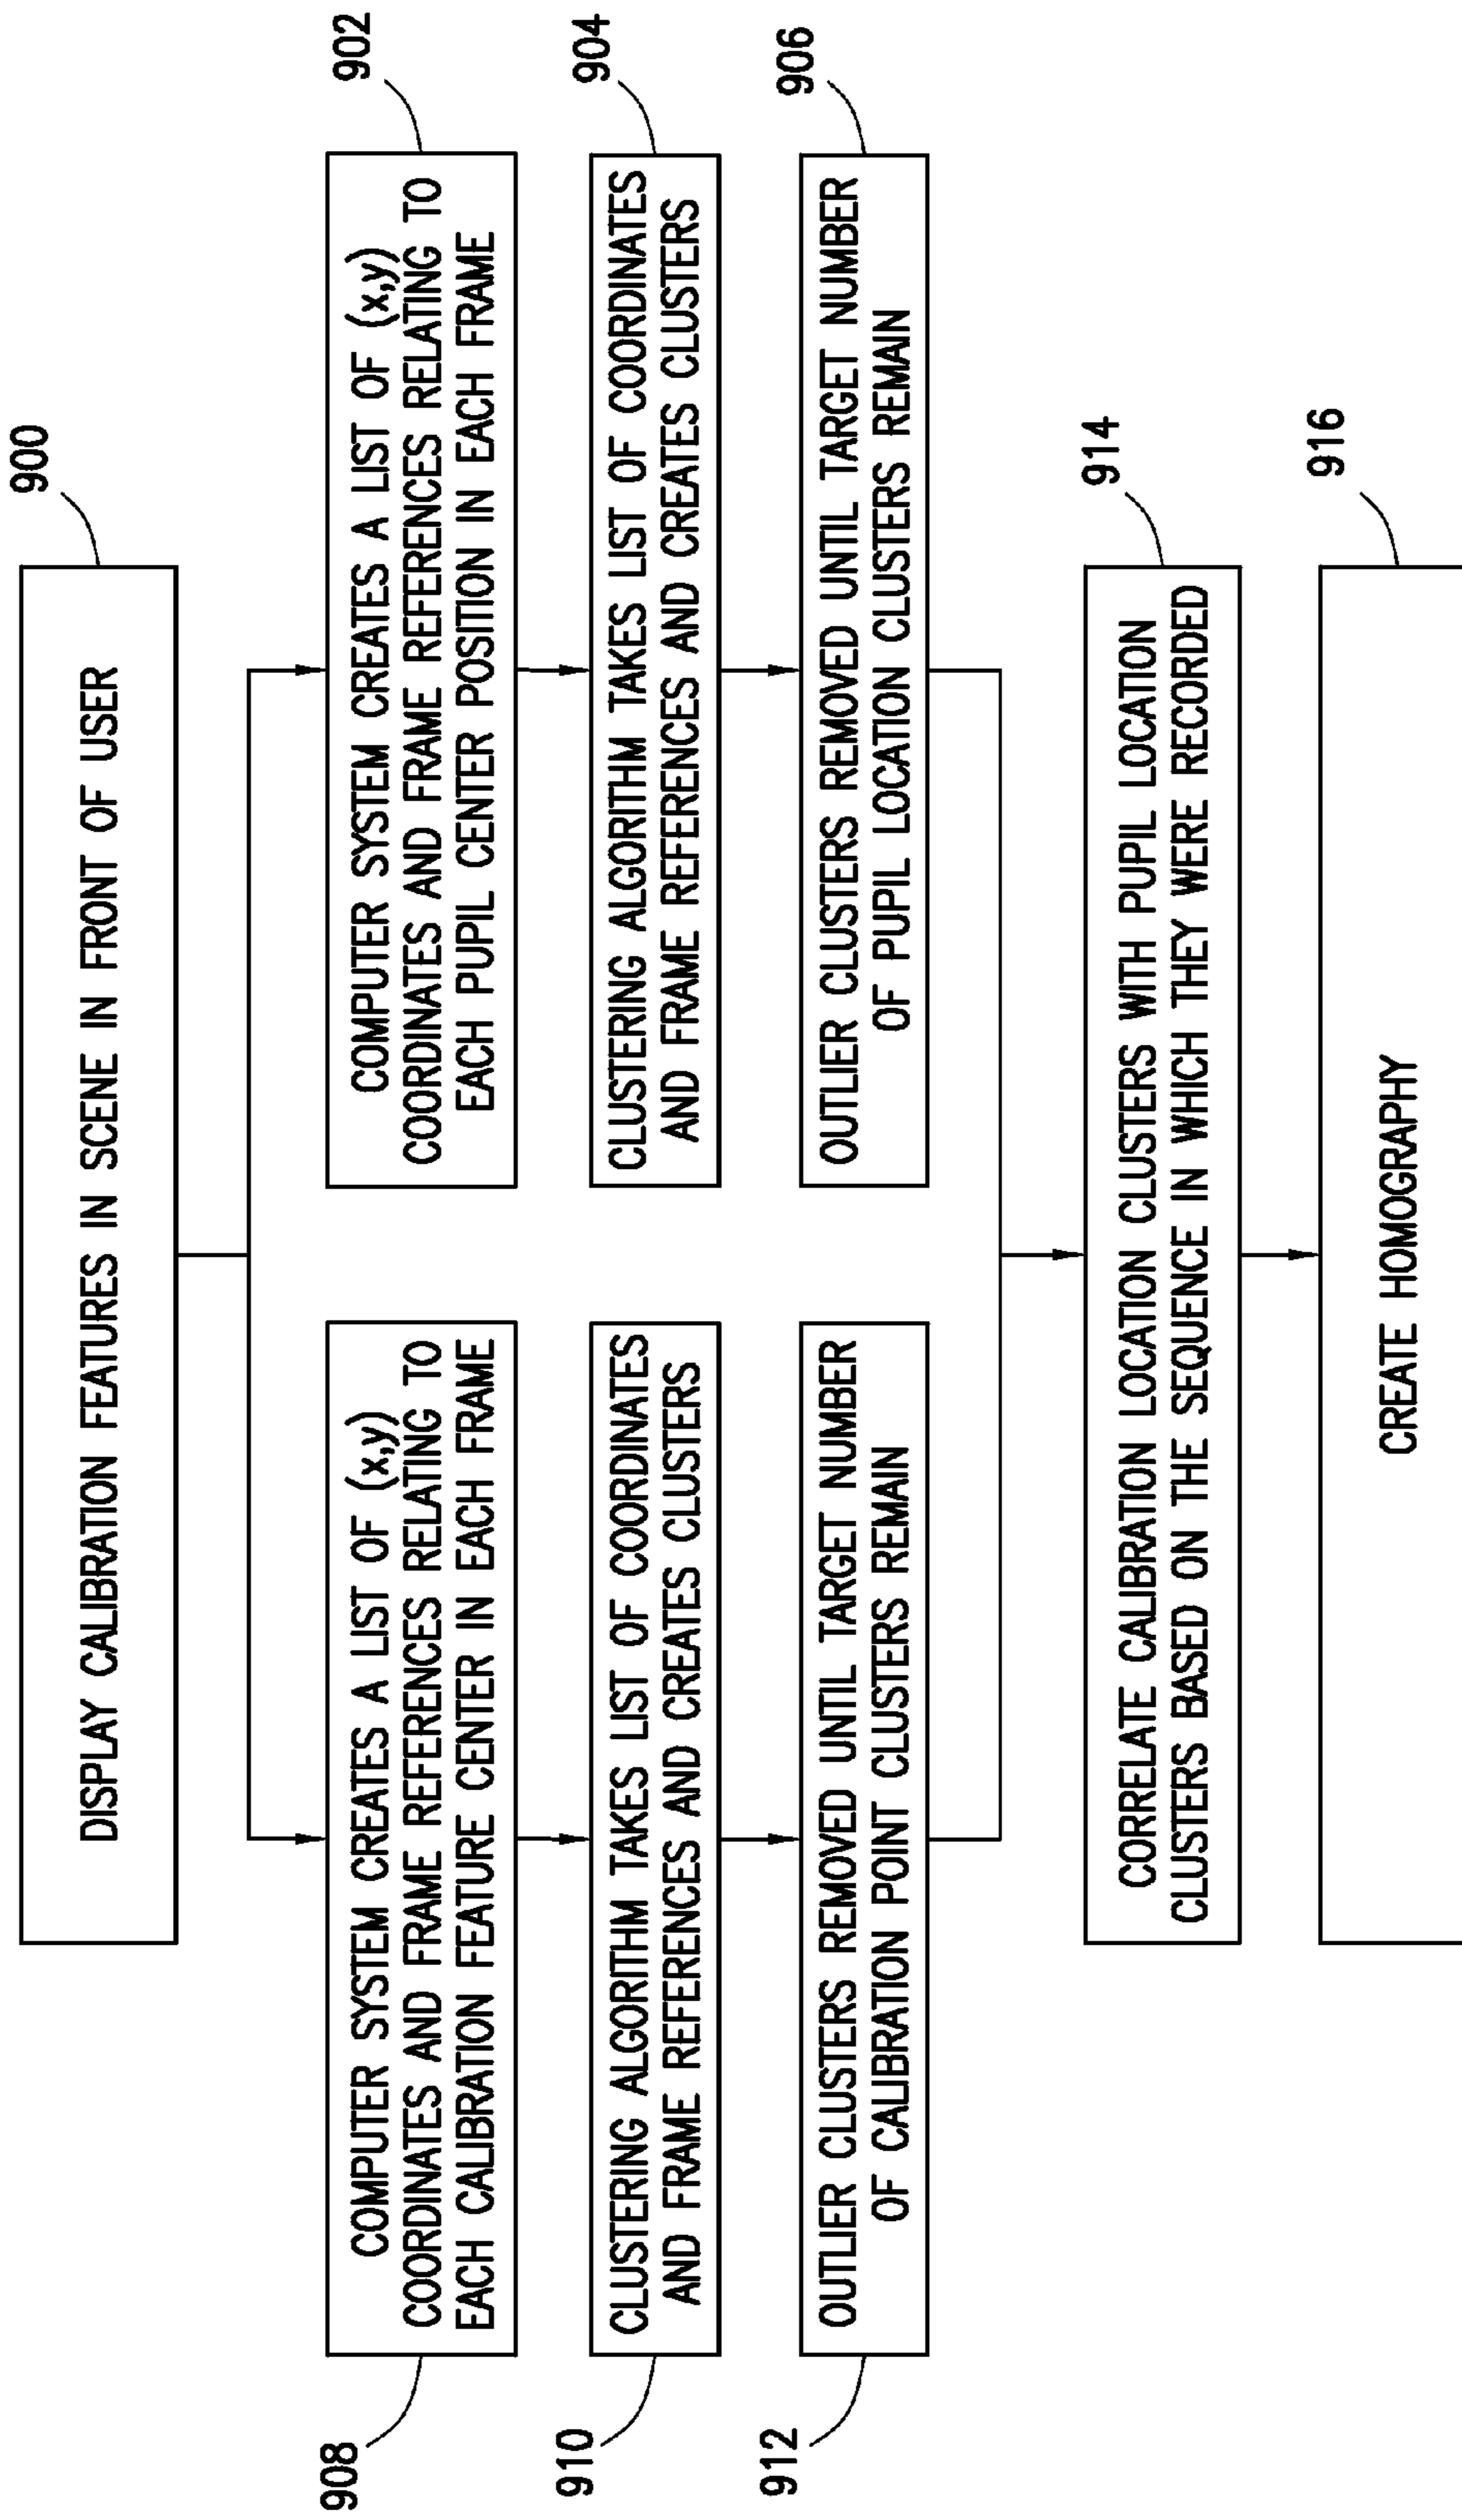 900
DISPLAY CALIBRATION FEATURES IN SCENE IN FRONT OF USER
908
COMPUTER SYSTEM CREATES A LIST OF (x,y)
COORDINATES AND FRAME REFERENCES RELATING TO
EACH CALIBRATION FEATURE CENTER IN EACH FRAME
902
COMPUTER SYSTEM CREATES A LIST OF (x,y)
COORDINATES AND FRAME REFERENCES RELATING TO
EACH PUPIL CENTER POSITION IN EACH FRAME
910
CLUSTERING ALGORITHM TAKES LIST OF COORDINATES
AND FRAME REFERENCES AND CREATES CLUSTERS
904
CLUSTERING ALGORITHM TAKES LIST OF COORDINATES
AND FRAME REFERENCES AND CREATES CLUSTERS
912
OUTLIER CLUSTERS REMOVED UNTIL TARGET NUMBER
OF CALIBRATION POINT CLUSTERS REMAIN
906
OUTLIER CLUSTERS REMOVED UNTIL TARGET NUMBER
OF PUPIL LOCATION CLUSTERS REMAIN
914
CORRELATE CALIBRATION LOCATION CLUSTERS WITH PUPIL LOCATION
CLUSTERS BASED ON THE SEQUENCE IN WHICH THEY WERE RECORDED
916
CREATE HOMOGRAPHY